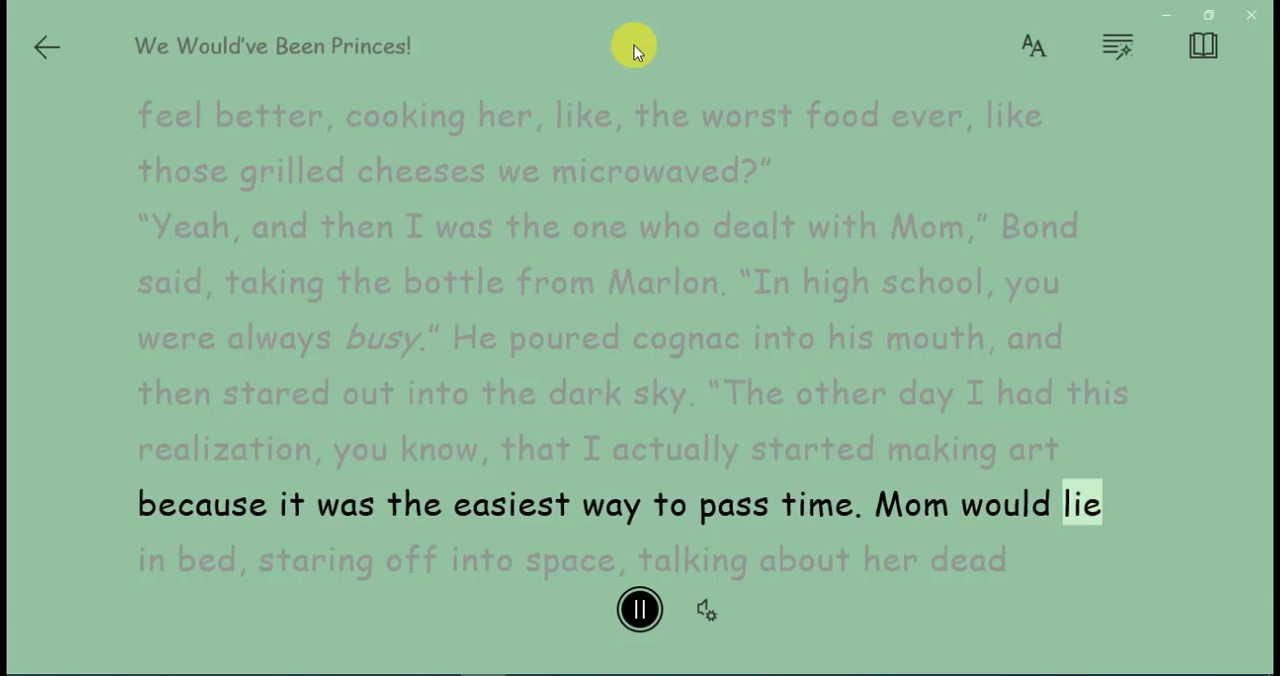 We Would've Been Princes!
AA
feel better, cooking her, like, the worst food ever, like
those grilled cheeses we microwaved?”
“Yeah, and then I was the one who dealt with Mom,” Bond
said, taking the bottle from Marlon. “In high school, you
were always busy.” He poured cognac into his mouth, and
then stared out into the dark sky. “The other day I had this
realization, you know, that I actually started making art
because it was the easiest way to pass time. Mom would lie
in bed, staring off into space, talking about her dead